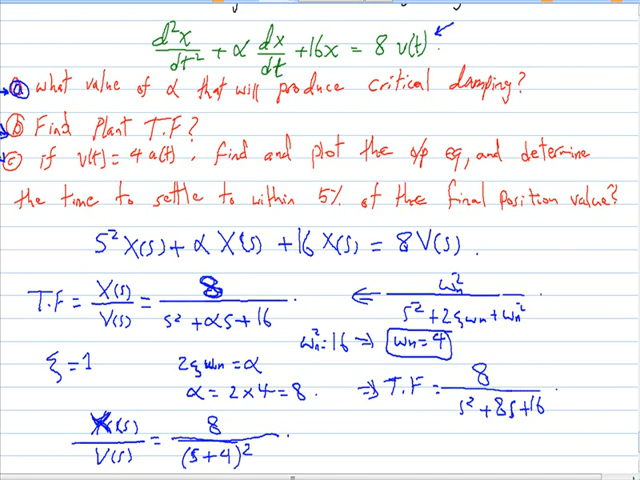 d²x/dt² + α dx/dt + 16x = 8 v(t)
(a) what value of α that will produce critical damping?
(b) Find Plant T.F?
(c) if v(t) = 4 u(t), find and plot the o/p eq, and determine
the time to settle to within 5% of the final position value?
S² X(s) + α X(s) + 16 X(s) = 8 V(s).
T.F = X(s)/V(s) = 8/(s² + αs + 16) ⇐ ωn²/(s² + 2ξωn + ωn²)
ωn² = 16 ⇒ ωn = 4
ξ = 1 2ξωn = α
α = 2 × 4 = 8. ⇒ T.F = 8/(s² + 8s + 16)
X(s)/V(s) = 8/(s + 4)².